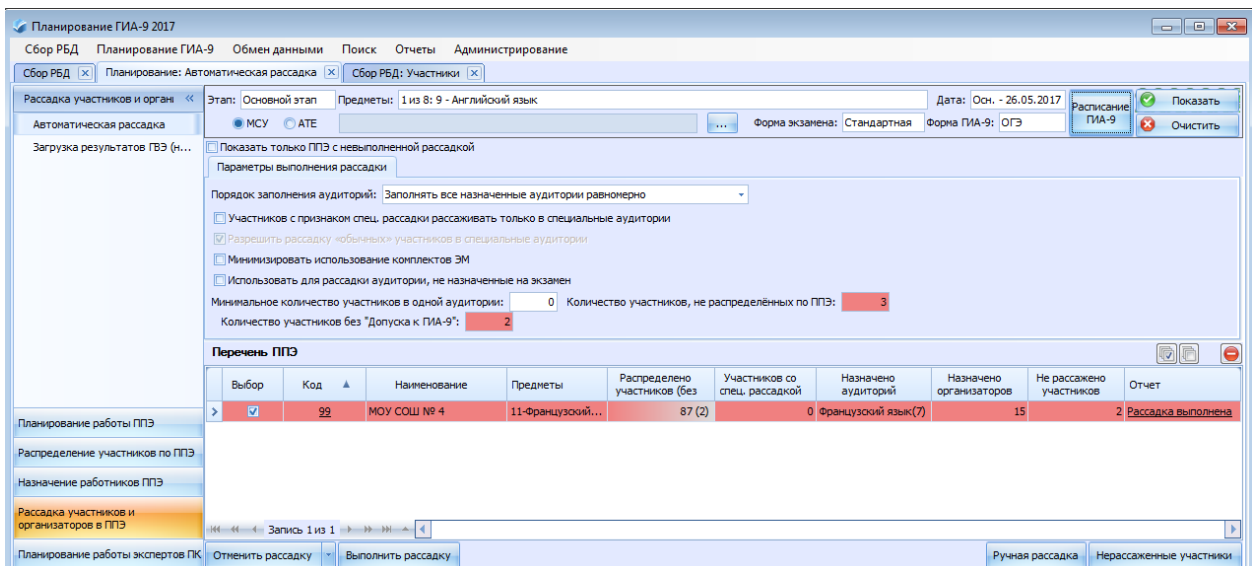 Планирование ГИА-9 2017
Сбор РБД Планирование ГИА-9 Обмен данными Поиск Отчеты Администрирование
Сбор РБД Планирование: Автоматическая рассадка Сбор РБД: Участники
Рассадка участников и органи
Автоматическая рассадка
Загрузка результатов ГВЭ (н...
Этап: Основной этап Предметы: 1 из 8: 9 - Английский язык Дата: Осн. - 26.05.2017
МСУ АТЕ ... Форма экзамена: Стандартная Форма ГИА-9: ОГЭ
Расписание ГИА-9
Показать
Очистить
Показать только ППЭ с невыполненной рассадкой
Параметры выполнения рассадки
Порядок заполнения аудиторий: Заполнять все назначенные аудитории равномерно
Участников с признаком спец. рассадки рассаживать только в специальные аудитории
Разрешить рассадку «обычных» участников в специальные аудитории
Минимизировать использование комплектов ЭМ
Использовать для рассадки аудитории, не назначенные на экзамен
Минимальное количество участников в одной аудитории: 0 Количество участников, не распределённых по ППЭ: 3
Количество участников без "Допуска к ГИА-9": 2
Перечень ППЭ
Выбор Код Наименование Предметы Распределено участников (без Участников со спец. рассадкой Назначено аудиторий Назначено организаторов Не рассажено участников Отчет
99 МОУ СОШ № 4 11-Французский... 87 (2) 0 Французский язык(7) 15 2 Рассадка выполнена
Планирование работы ППЭ
Распределение участников по ППЭ
Назначение работников ППЭ
Рассадка участников и
организаторов в ППЭ
Планирование работы экспертов ПК
Запись 1 из 1
Отменить рассадку Выполнить рассадку Ручная рассадка Нерассаженные участники